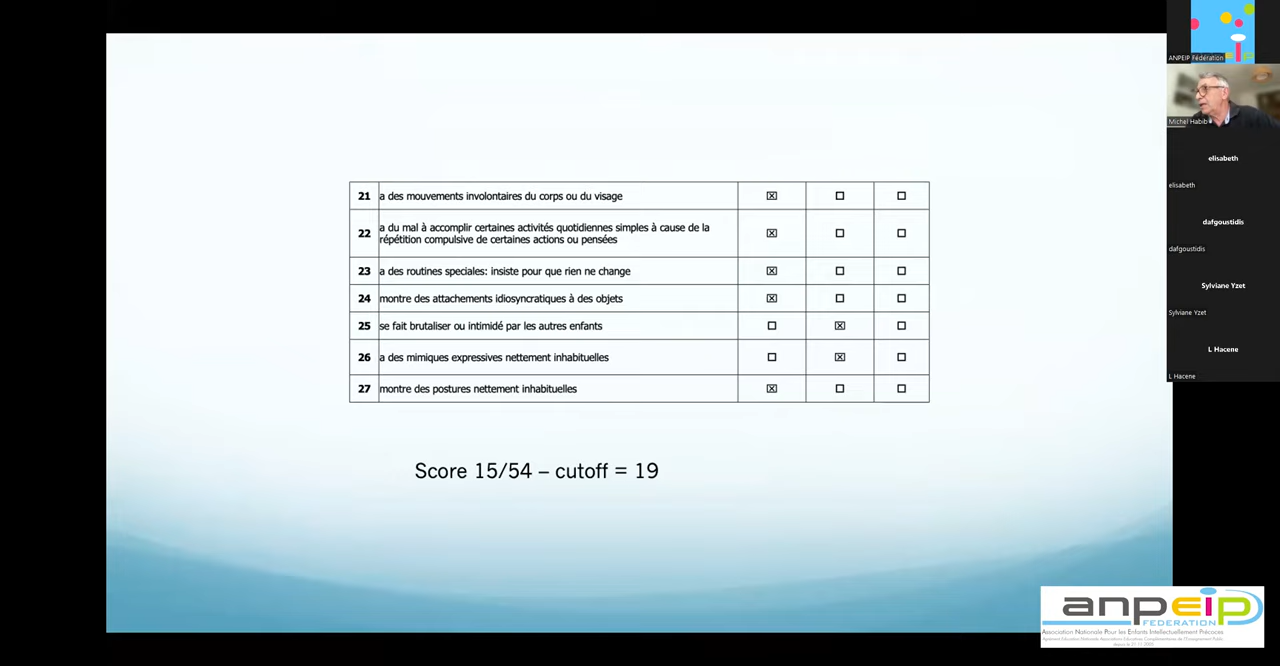 21 a des mouvements involontaires du corps ou du visage ☒ ☐ ☐
22 a du mal à accomplir certaines activités quotidiennes simples à cause de la
répétition compulsive de certaines actions ou pensées ☒ ☐ ☐
23 a des routines speciales: insiste pour que rien ne change ☒ ☐ ☐
24 montre des attachements idiosyncratiques à des objets ☒ ☐ ☐
25 se fait brutaliser ou intimidé par les autres enfants ☐ ☒ ☐
26 a des mimiques expressives nettement inhabituelles ☐ ☒ ☐
27 montre des postures nettement inhabituelles ☒ ☐ ☐
Score 15/54 – cutoff = 19
ANPEIP Fédération
Michel Habib
elisabeth
elisabeth
dafgoustidis
dafgoustidis
Sylviane Yzet
Sylviane Yzet
L Hacene
L Hacene
anpeip
FEDERATION
Association Nationale Pour les Enfants Intellectuellement Précoces